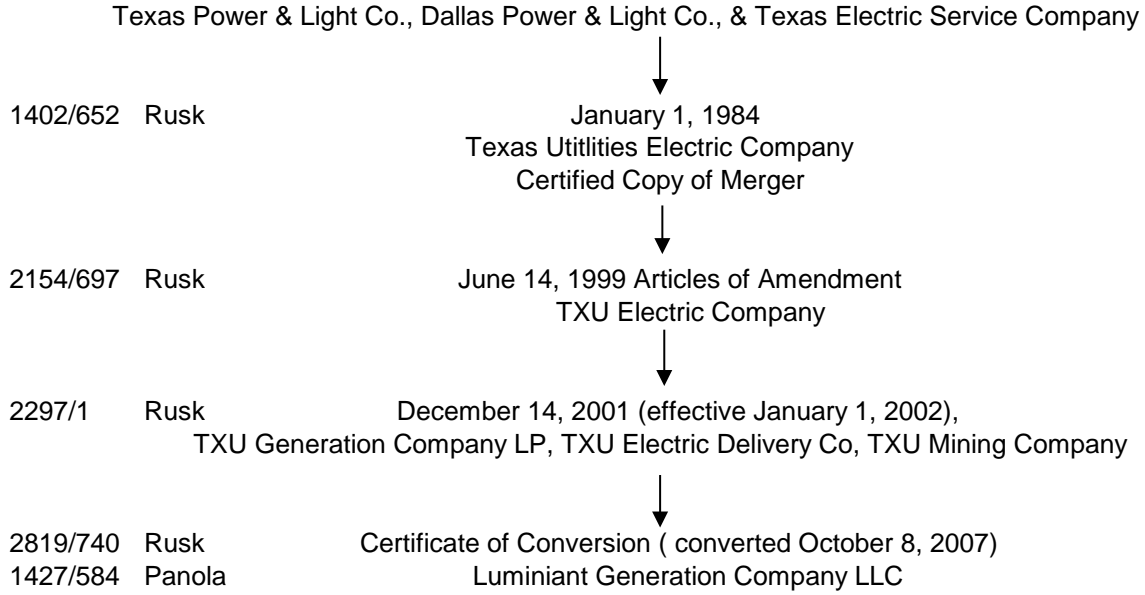 Texas Power & Light Co., Dallas Power & Light Co., & Texas Electric Service Company
1402/652 Rusk January 1, 1984
Texas Utitlities Electric Company
Certified Copy of Merger
2154/697 Rusk June 14, 1999 Articles of Amendment
TXU Electric Company
2297/1 Rusk December 14, 2001 (effective January 1, 2002),
TXU Generation Company LP, TXU Electric Delivery Co, TXU Mining Company
2819/740 Rusk Certificate of Conversion ( converted October 8, 2007)
1427/584 Panola Luminiant Generation Company LLC